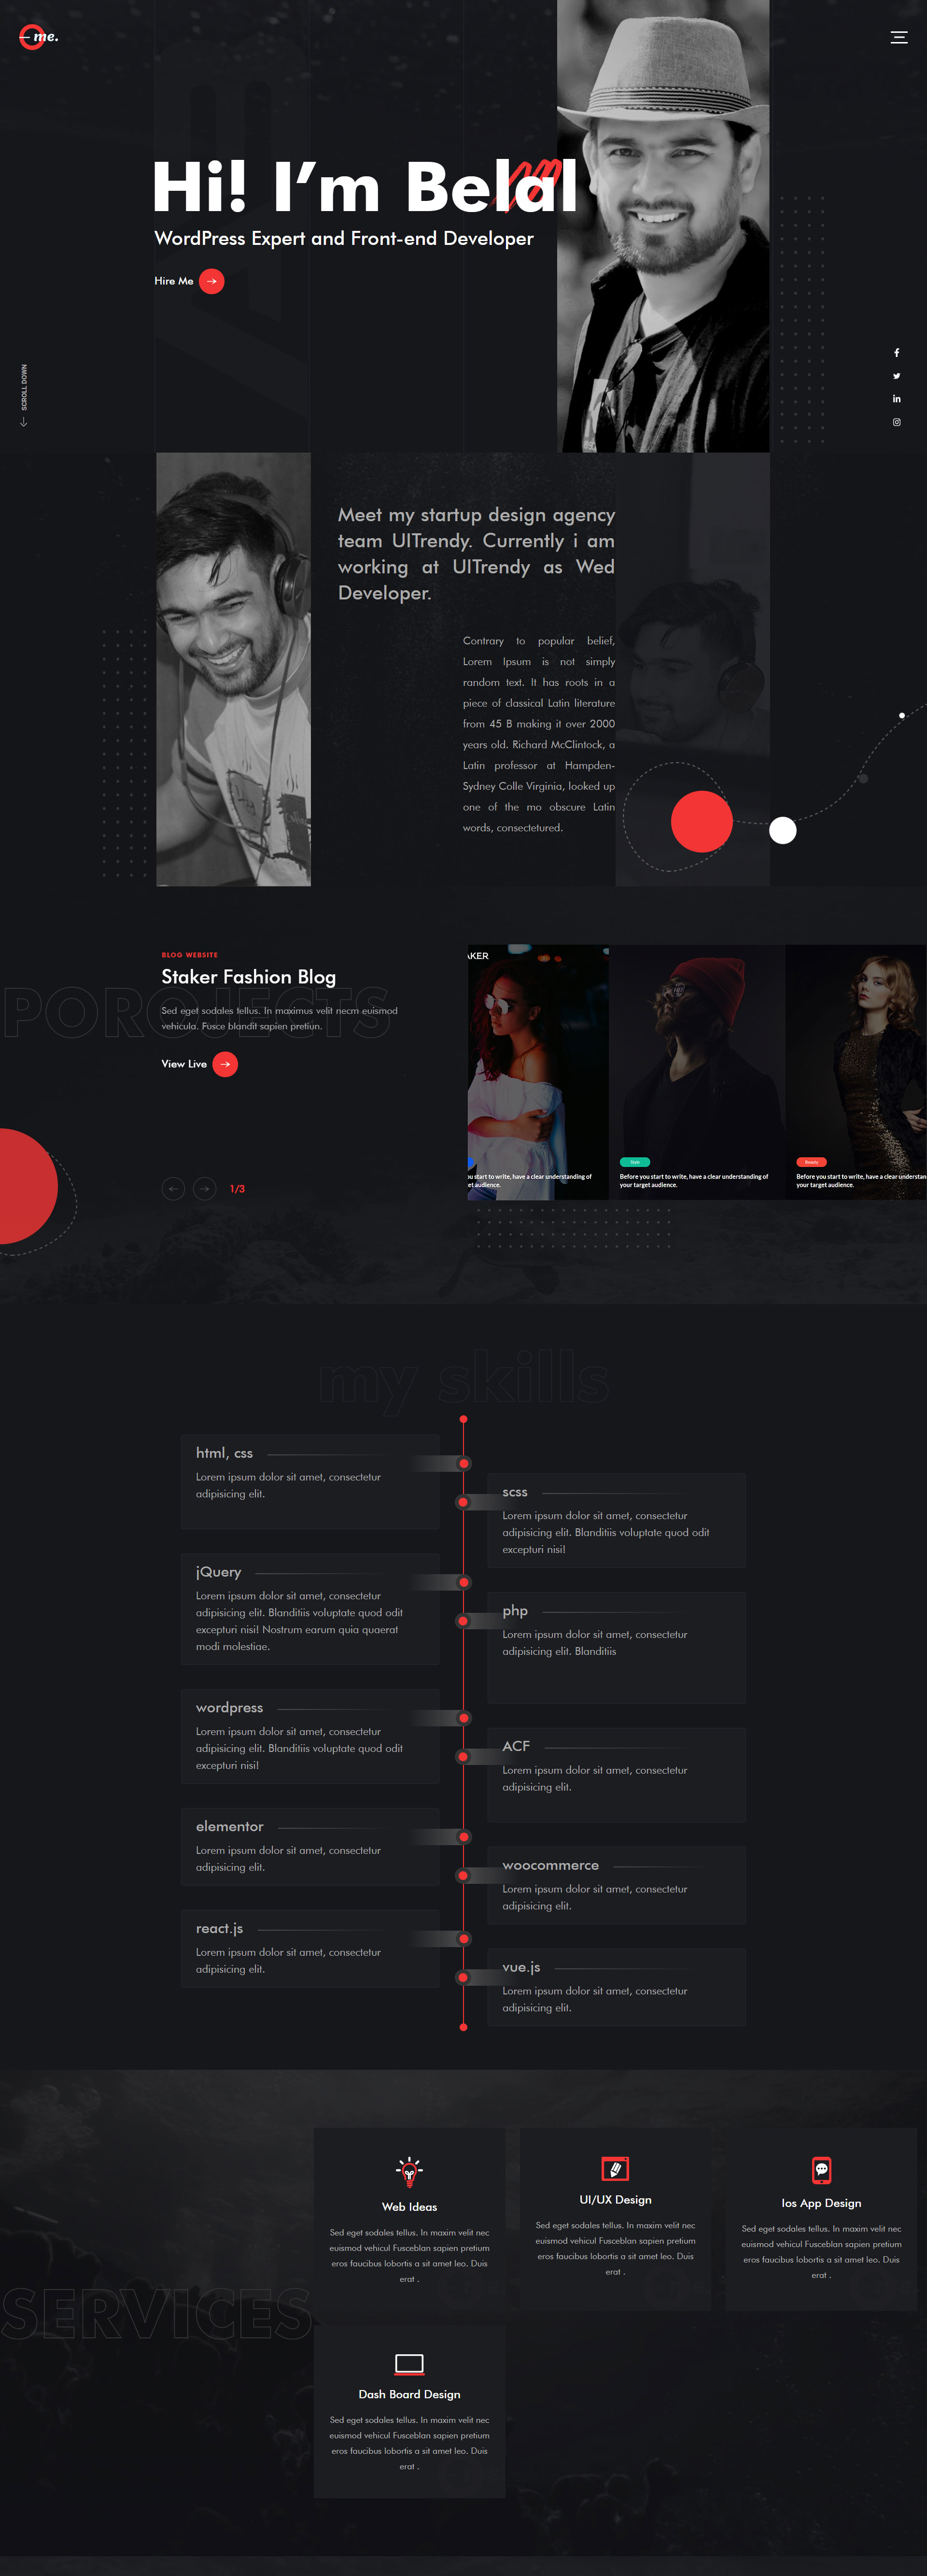 me.
Hi! I'm Belal
WordPress Expert and Front-end Developer
Hire Me
SCROLL DOWN
Meet my startup design agency
team UITrendy. Currently i am
working at UITrendy as Wed
Developer.
Contrary to popular belief,
Lorem Ipsum is not simply
random text. It has roots in a
piece of classical Latin literature
from 45 B making it over 2000
years old. Richard McClintock, a
Latin professor at Hampden-
Sydney Colle Virginia, looked up
one of the mo obscure Latin
words, consectetured.
POROJECTS
BLOG WEBSITE
Staker Fashion Blog
Sed eget sodales tellus. In maximus velit necm euismod
vehicula. Fusce blandit sapien pretiun.
View Live
1/3
AKER
ou start to write, have a clear understanding of
et audience.
Style
Before you start to write, have a clear understanding of
your target audience.
Beauty
Before you start to write, have a clear understan
your target audience.
my skills
html, css
Lorem ipsum dolor sit amet, consectetur
adipisicing elit.
scss
Lorem ipsum dolor sit amet, consectetur
adipisicing elit. Blanditiis voluptate quod odit
excepturi nisi!
jQuery
Lorem ipsum dolor sit amet, consectetur
adipisicing elit. Blanditiis voluptate quod odit
excepturi nisi! Nostrum earum quia quaerat
modi molestiae.
php
Lorem ipsum dolor sit amet, consectetur
adipisicing elit. Blanditiis
wordpress
Lorem ipsum dolor sit amet, consectetur
adipisicing elit. Blanditiis voluptate quod odit
excepturi nisi!
ACF
Lorem ipsum dolor sit amet, consectetur
adipisicing elit.
elementor
Lorem ipsum dolor sit amet, consectetur
adipisicing elit.
woocommerce
Lorem ipsum dolor sit amet, consectetur
adipisicing elit.
react.js
Lorem ipsum dolor sit amet, consectetur
adipisicing elit.
vue.js
Lorem ipsum dolor sit amet, consectetur
adipisicing elit.
SERVICES
Web Ideas
Sed eget sodales tellus. In maxim velit nec
euismod vehicul Fusceblan sapien pretium
eros faucibus lobortis a sit amet leo. Duis
erat .
UI/UX Design
Sed eget sodales tellus. In maxim velit nec
euismod vehicul Fusceblan sapien pretium
eros faucibus lobortis a sit amet leo. Duis
erat .
Ios App Design
Sed eget sodales tellus. In maxim velit nec
euismod vehicul Fusceblan sapien pretium
eros faucibus lobortis a sit amet leo. Duis
erat .
Dash Board Design
Sed eget sodales tellus. In maxim velit nec
euismod vehicul Fusceblan sapien pretium
eros faucibus lobortis a sit amet leo. Duis
erat .